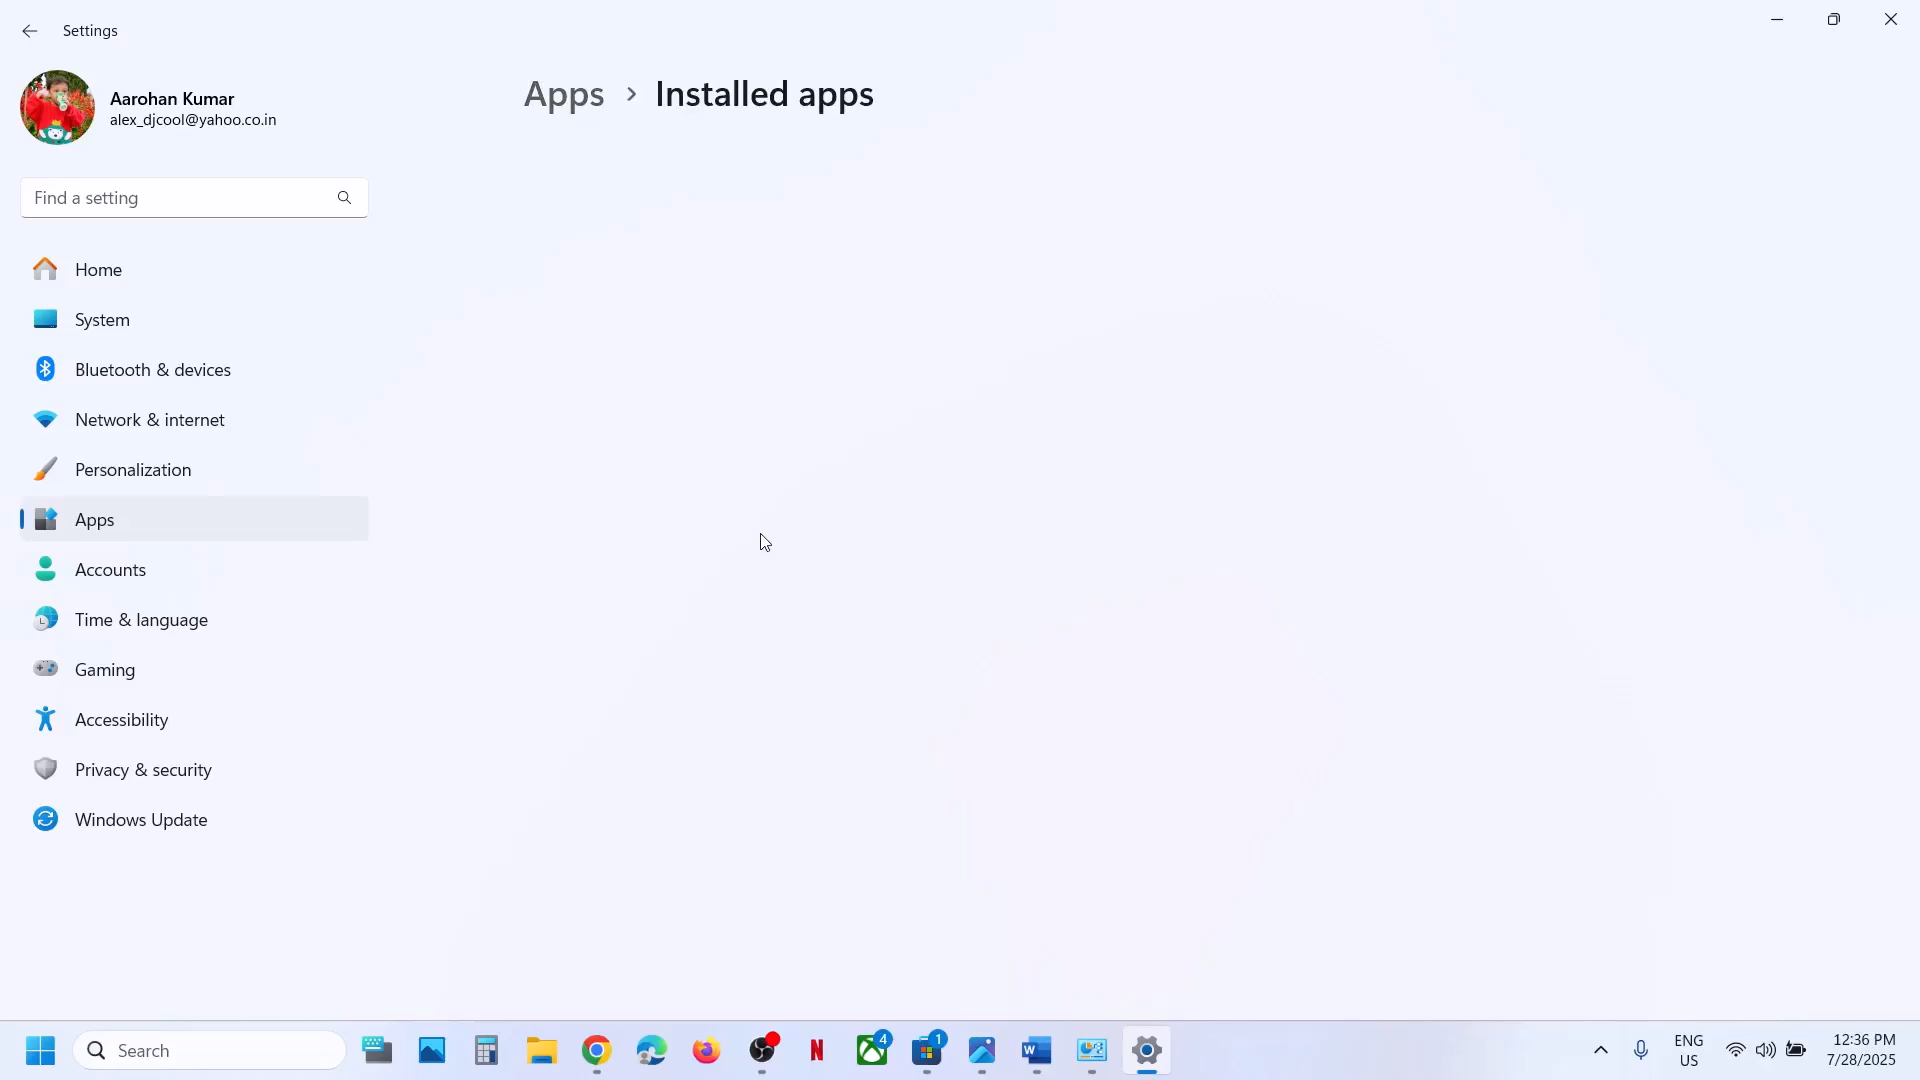 Settings
Aarohan Kumar
alex_djcool@yahoo.co.in
Apps > Installed apps
Find a setting
Home
System
Bluetooth & devices
Network & internet
Personalization
Apps
Accounts
Time & language
Gaming
Accessibility
Privacy & security
Windows Update
Search
N
4
1
W
ENG
US
12:36 PM
7/28/2025